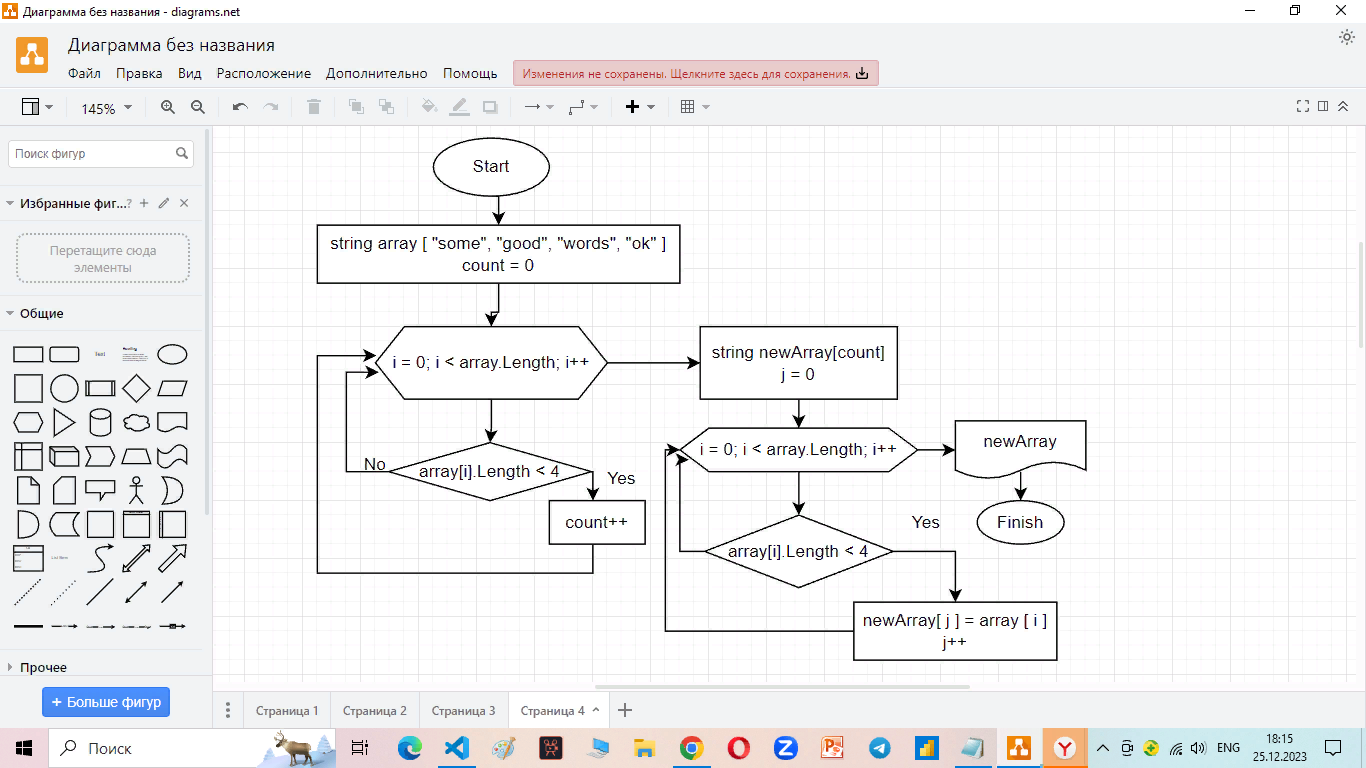 Диаграмма без названия - diagrams.net
Диаграмма без названия
Файл Правка Вид Расположение Дополнительно Помощь
Изменения не сохранены. Щелкните здесь для сохранения.
145%
Поиск фигур
Избранные фиг...?
Перетащите сюда
элементы
Общие
Text
Heading
Прочее
+ Больше фигур
Start
string array [ "some", "good", "words", "ok" ]
count = 0
i = 0; i < array.Length; i++
string newArray[count]
j = 0
No
array[i].Length < 4
Yes
count++
i = 0; i < array.Length; i++
newArray
Finish
Yes
array[i].Length < 4
newArray[ j ] = array [ i ]
j++
Страница 1
Страница 2
Страница 3
Страница 4
Поиск
ENG
18:15
25.12.2023